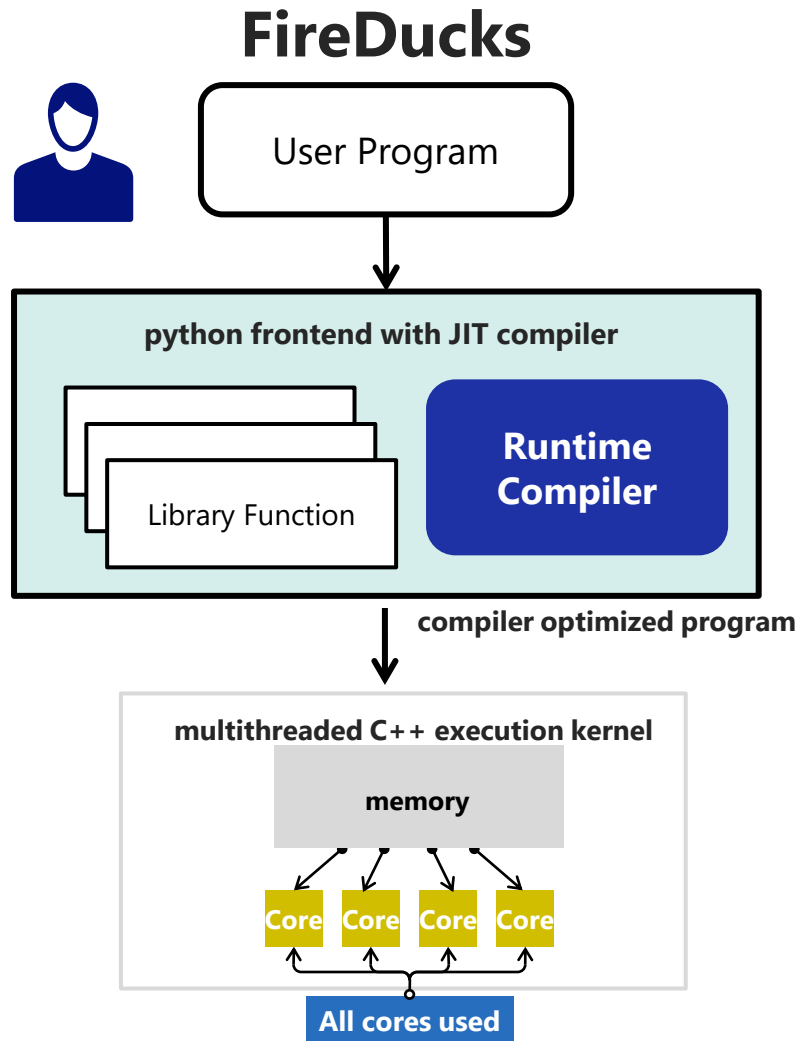 FireDucks
User Program
python frontend with JIT compiler
Library Function
Runtime
Compiler
compiler optimized program
multithreaded C++ execution kernel
memory
Core
Core
Core
Core
All cores used